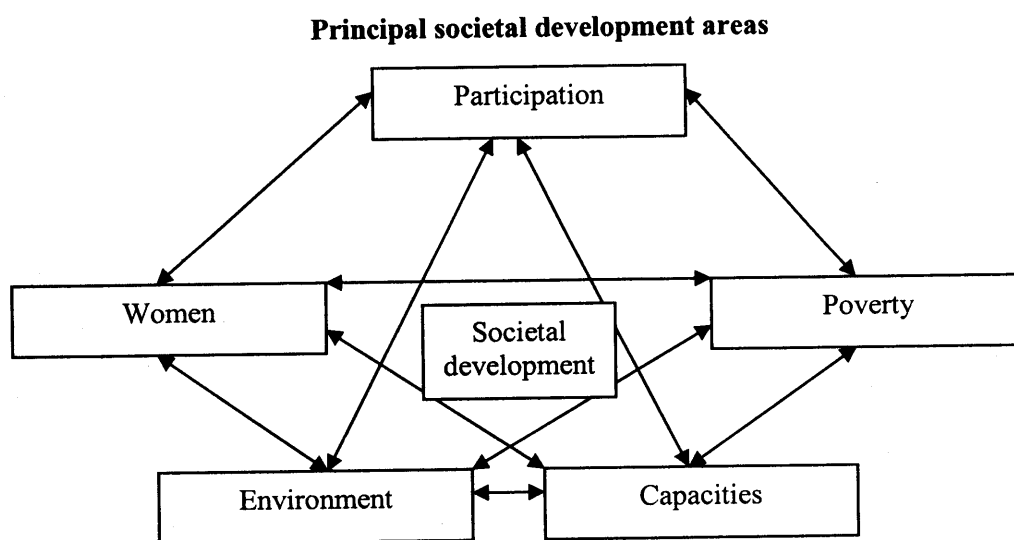 Principal societal development areas
Participation
Women
Poverty
Societal
development
Environment
Capacities